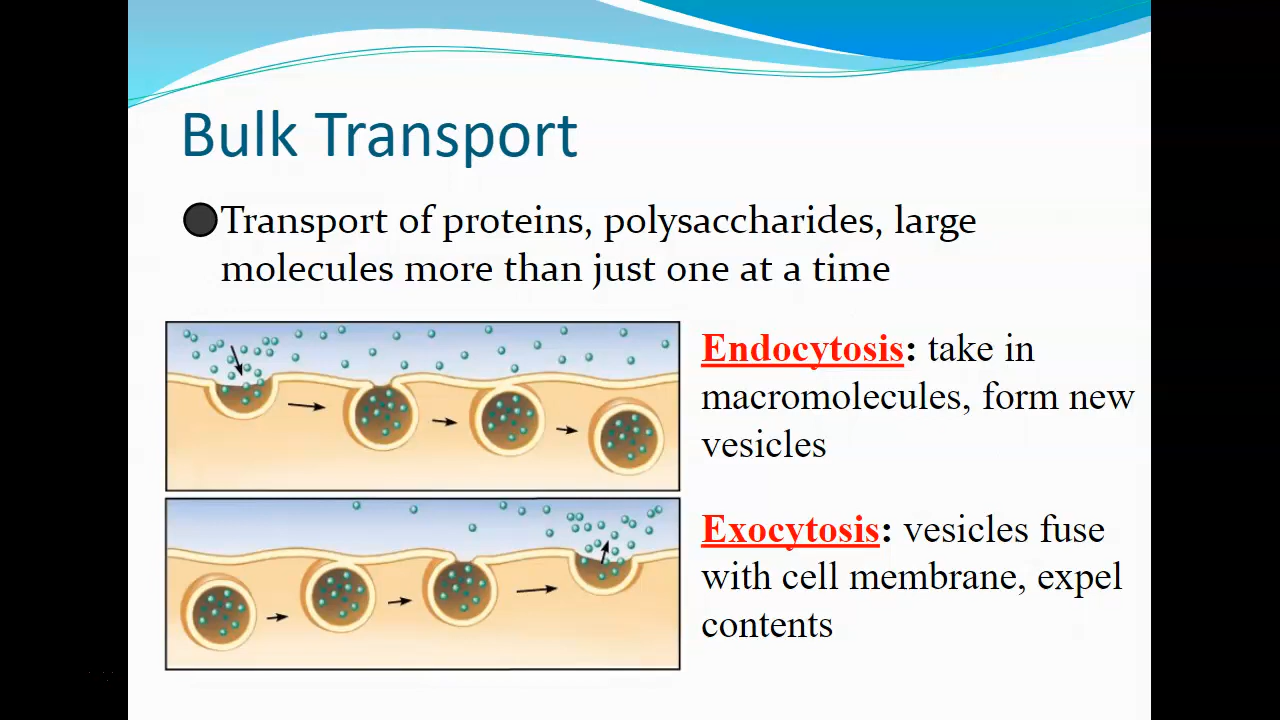 Bulk Transport
Transport of proteins, polysaccharides, large
molecules more than just one at a time
Endocytosis: take in
macromolecules, form new
vesicles
Exocytosis: vesicles fuse
with cell membrane, expel
contents